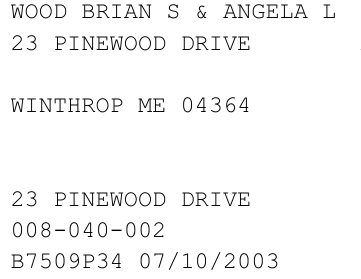 WOOD BRIAN S & ANGELA L
23 PINEWOOD DRIVE
WINTHROP ME 04364
23 PINEWOOD DRIVE
008-040-002
B7509P34 07/10/2003